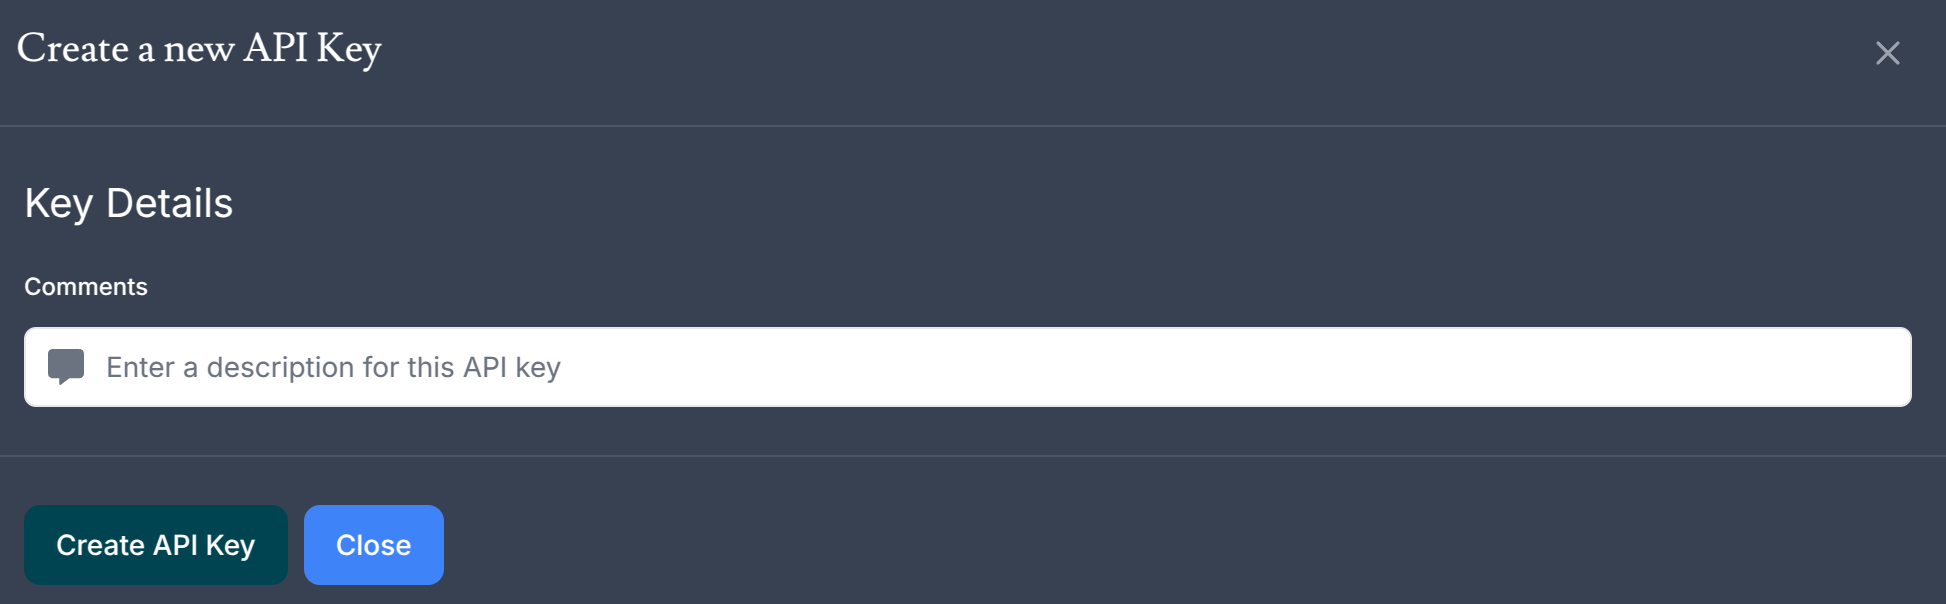 Create a new API Key
Key Details
Comments
Enter a description for this API key
Create API Key
Close